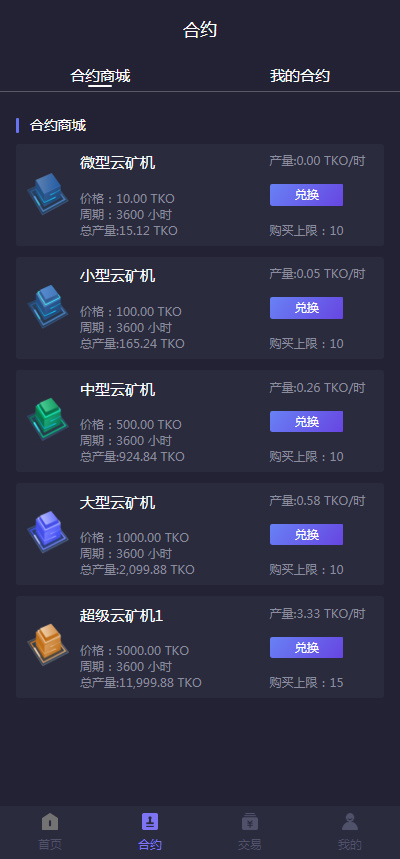 合约
合约商城 我的合约
合约商城
微型云矿机 产量:0.00 TKO/时
兑换
价格：10.00 TKO
周期：3600 小时
总产量:15.12 TKO 购买上限：10
小型云矿机 产量:0.05 TKO/时
兑换
价格：100.00 TKO
周期：3600 小时
总产量:165.24 TKO 购买上限：10
中型云矿机 产量:0.26 TKO/时
兑换
价格：500.00 TKO
周期：3600 小时
总产量:924.84 TKO 购买上限：10
大型云矿机 产量:0.58 TKO/时
兑换
价格：1000.00 TKO
周期：3600 小时
总产量:2,099.88 TKO 购买上限：10
超级云矿机1 产量:3.33 TKO/时
兑换
价格：5000.00 TKO
周期：3600 小时
总产量:11,999.88 TKO 购买上限：15
首页 合约 交易 我的